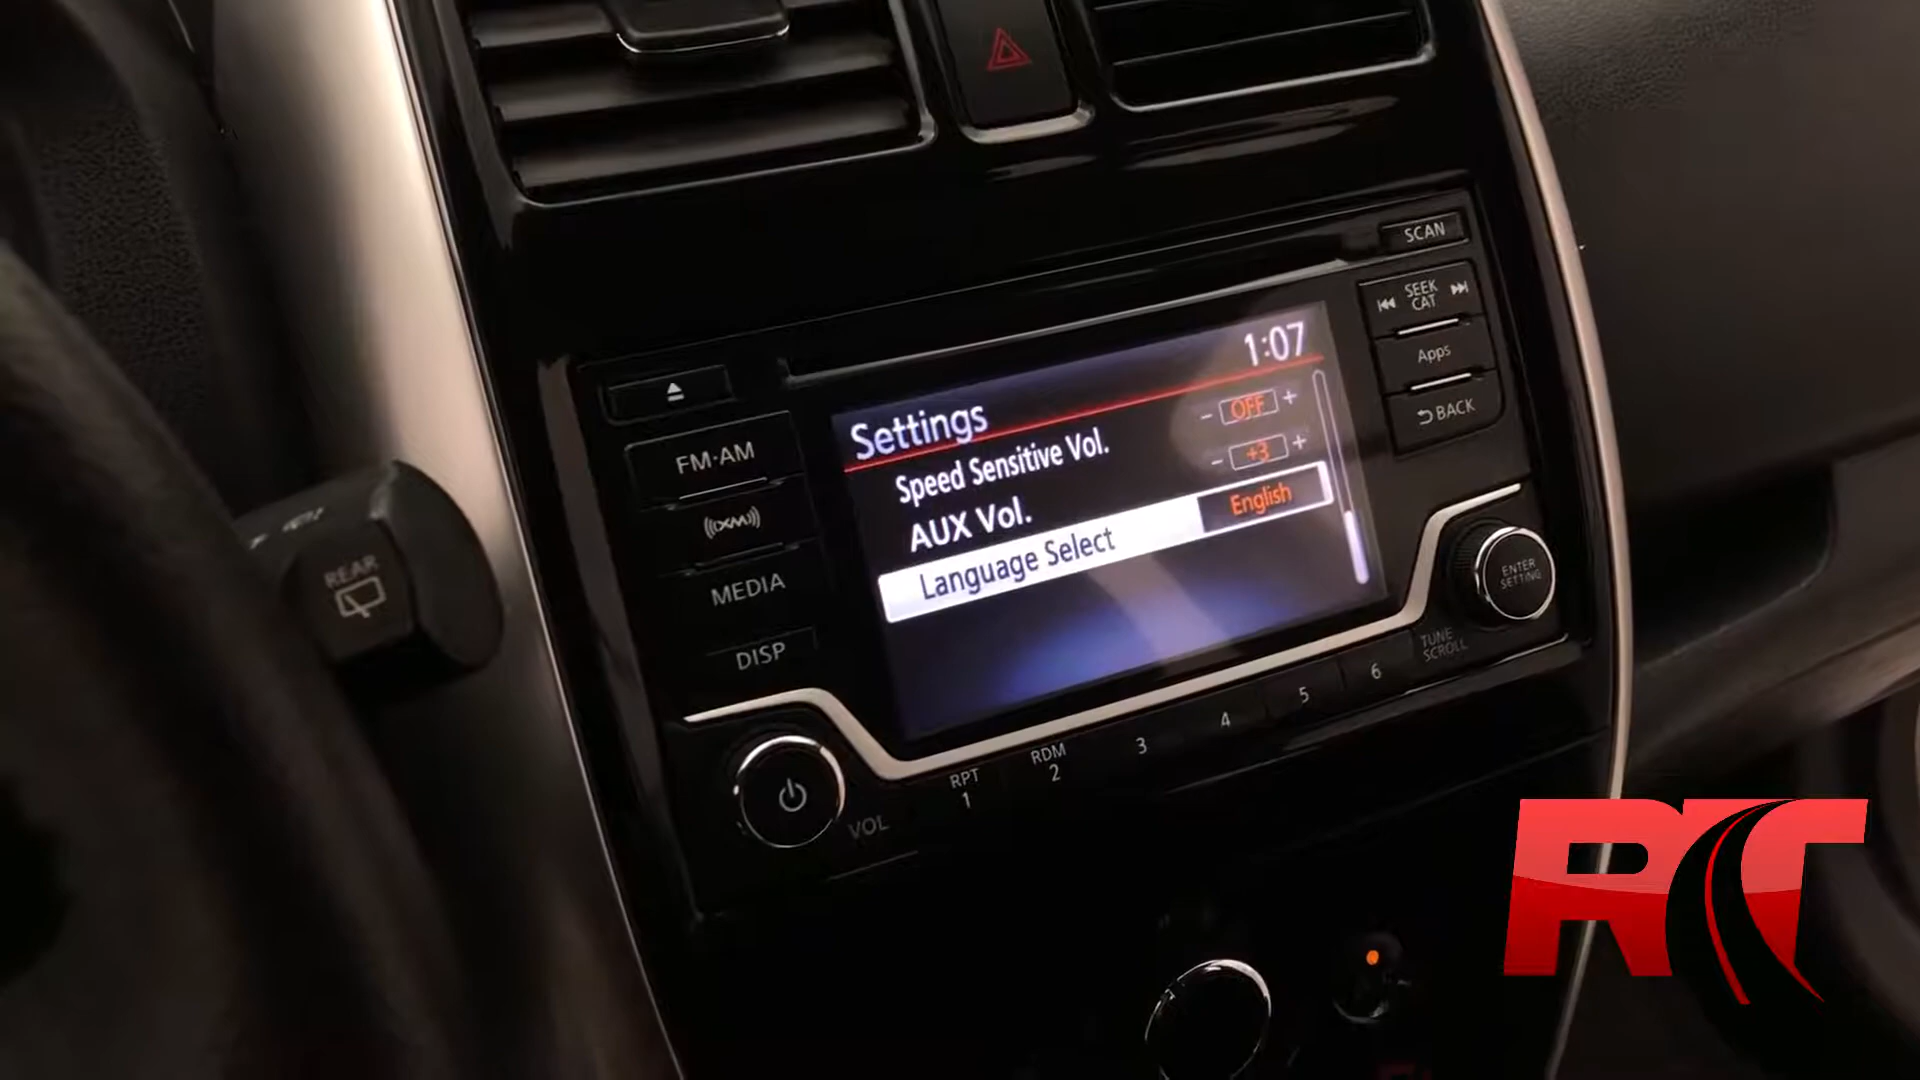 SCAN
SEEK
CAT
Apps
BACK
1:07
Settings
Speed Sensitive Vol.
- OFF +
AUX Vol.
- +3 +
Language Select
English
FM·AM
((XM))
MEDIA
DISP
REAR
ENTER
SETTING
TUNE
SCROLL
VOL
RPT
1
RDM
2
3
4
5
6
RT